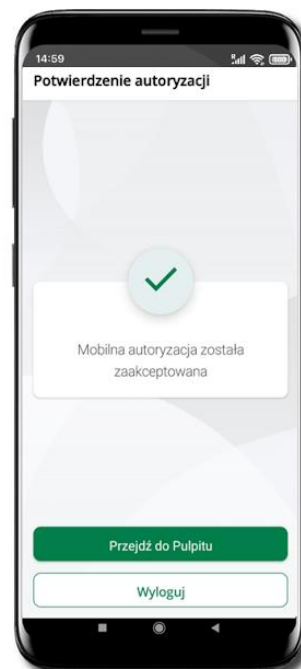 14:59
Potwierdzenie autoryzacji
Mobilna autoryzacja została
zaakceptowana
Przejdź do Pulpitu
Wyloguj